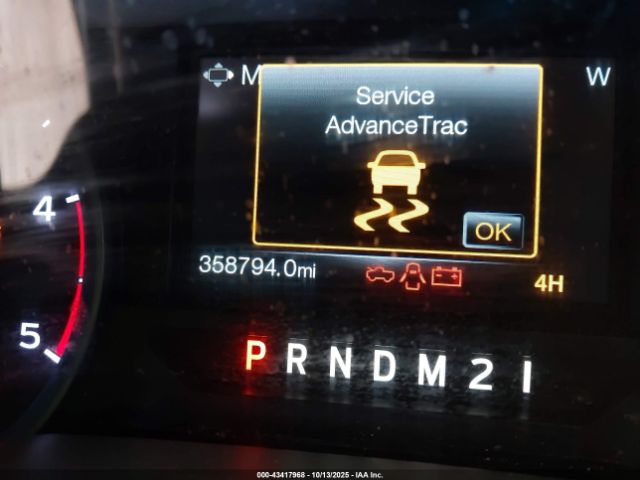 M
W
Service
AdvanceTrac
OK
358794.0mi
4H
4
5
P R N D M 2 1
000-43417968 - 10/13/2025 - IAA Inc.